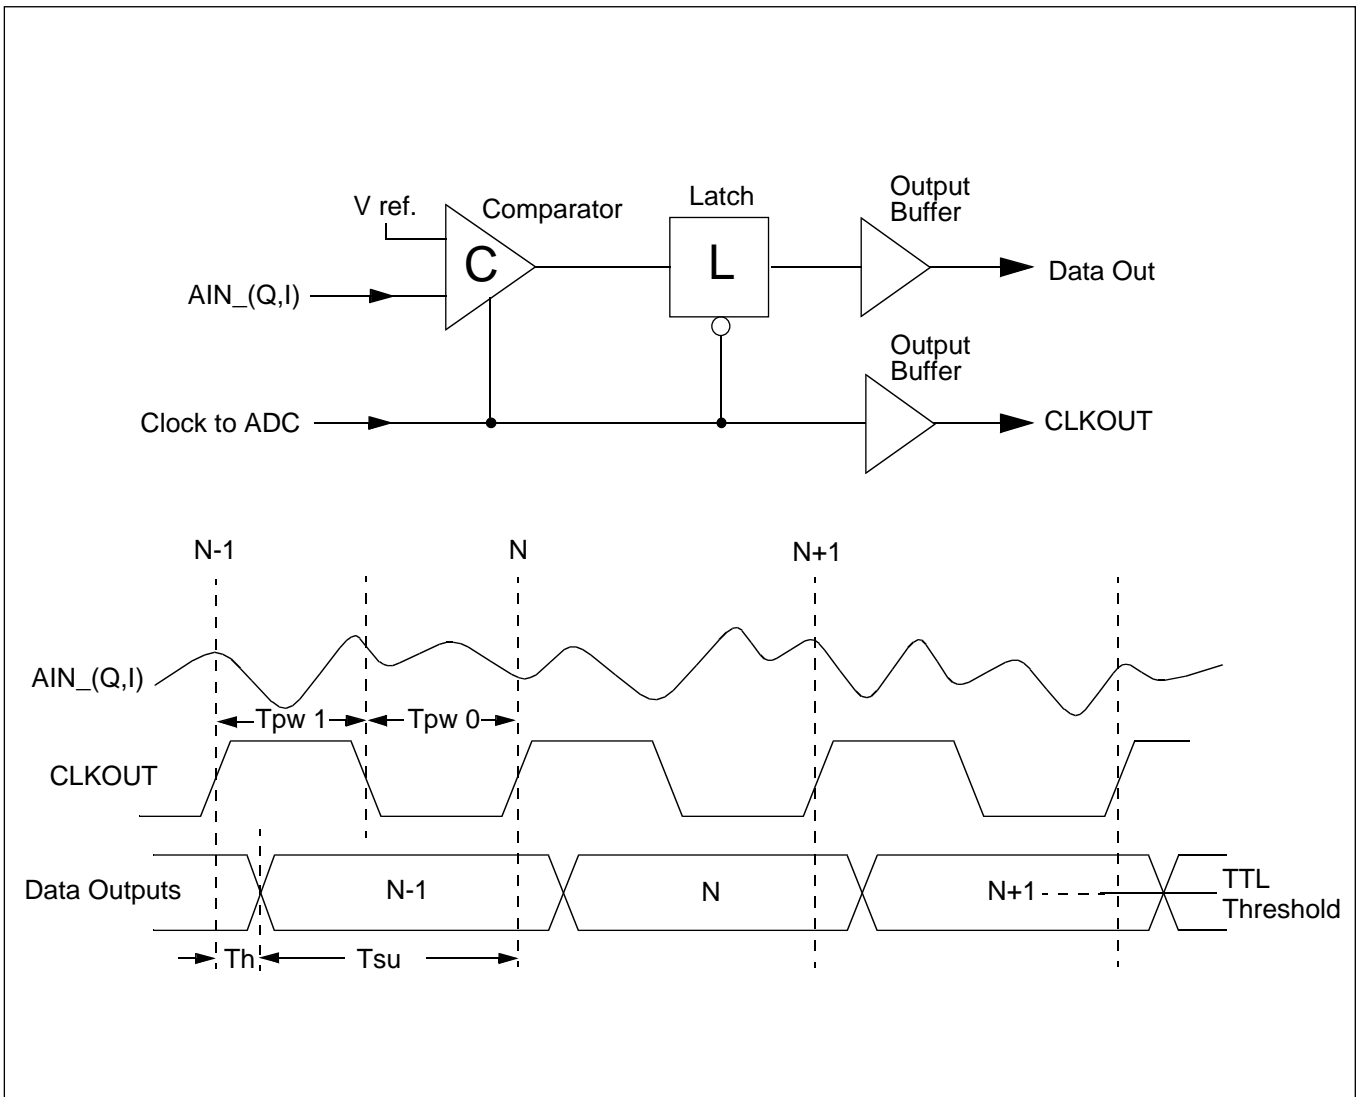 Output
Buffer
Latch
V ref.
Comparator
C
L
AIN_(Q,I)
Data Out
Output
Buffer
Clock to ADC
CLKOUT
N-1
N
N+1
AIN_(Q,I)
Tpw 1
Tpw 0
CLKOUT
Data Outputs
N-1
N
N+1
TTL
Threshold
Th
Tsu